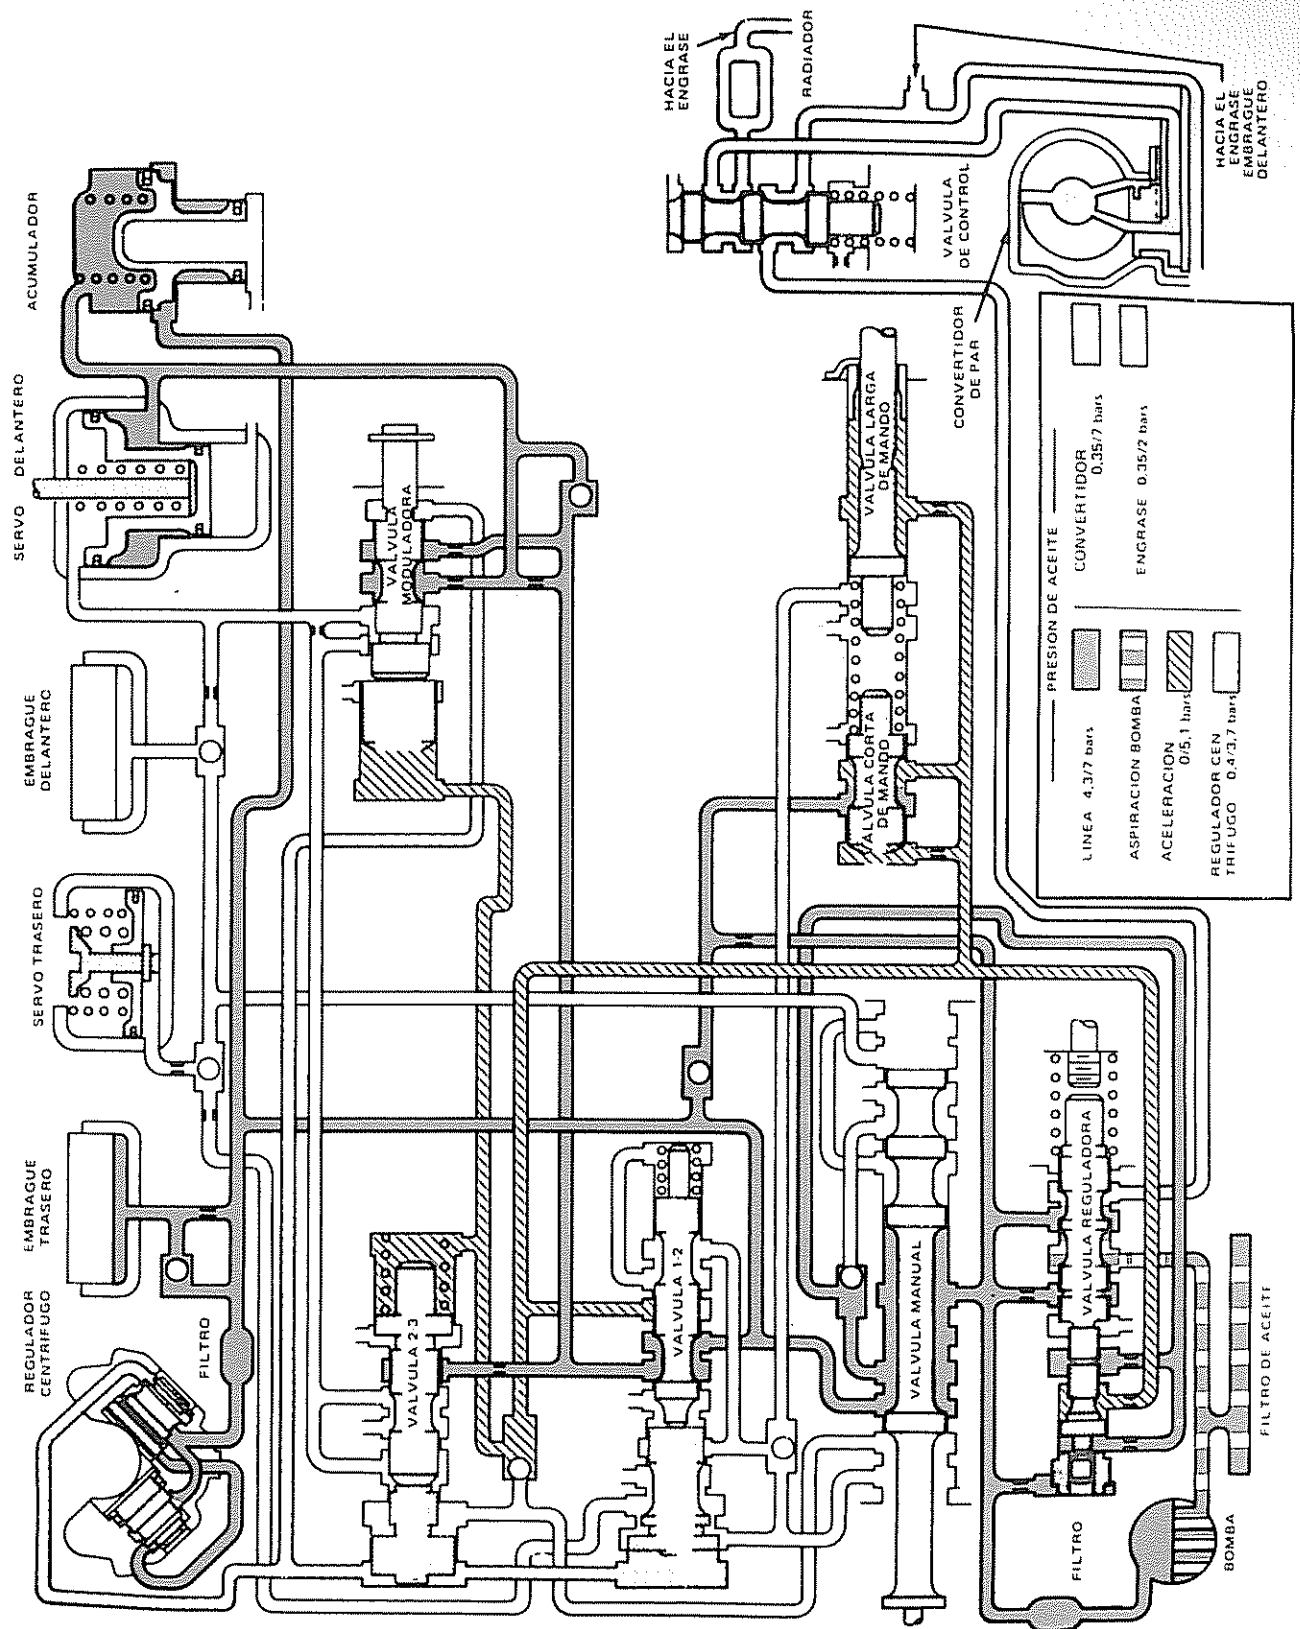 REGULADOR
CENTRIFUGO
EMBRAGUE
TRASERO
SERVO TRASERO
EMBRAGUE
DELANTERO
SERVO DELANTERO
ACUMULADOR
FILTRO
VALVULA
MODULADORA
VALVULA 2-3
VALVULA 1-2
VALVULA CORTA
DE MANDO
VALVULA LARGA
DE MANDO
VALVULA MANUAL
VALVULA REGULADORA
HACIA EL
ENGRASE
RADIADOR
VALVULA
DE CONTROL
CONVERTIDOR
DE PAR
HACIA EL
ENGRASE
EMBRAGUE
DELANTERO
FILTRO
BOMBA
FILTRO DE ACEITE
PRESION DE ACEITE
LINEA 4,3/7 bars
ASPIRACION BOMBA
ACELERACION
0/5,1 bars
REGULADOR CEN
TRIFUGO 0,4/3,7 bars
CONVERTIDOR
0.35/7 bars
ENGRASE 0.35/2 bars